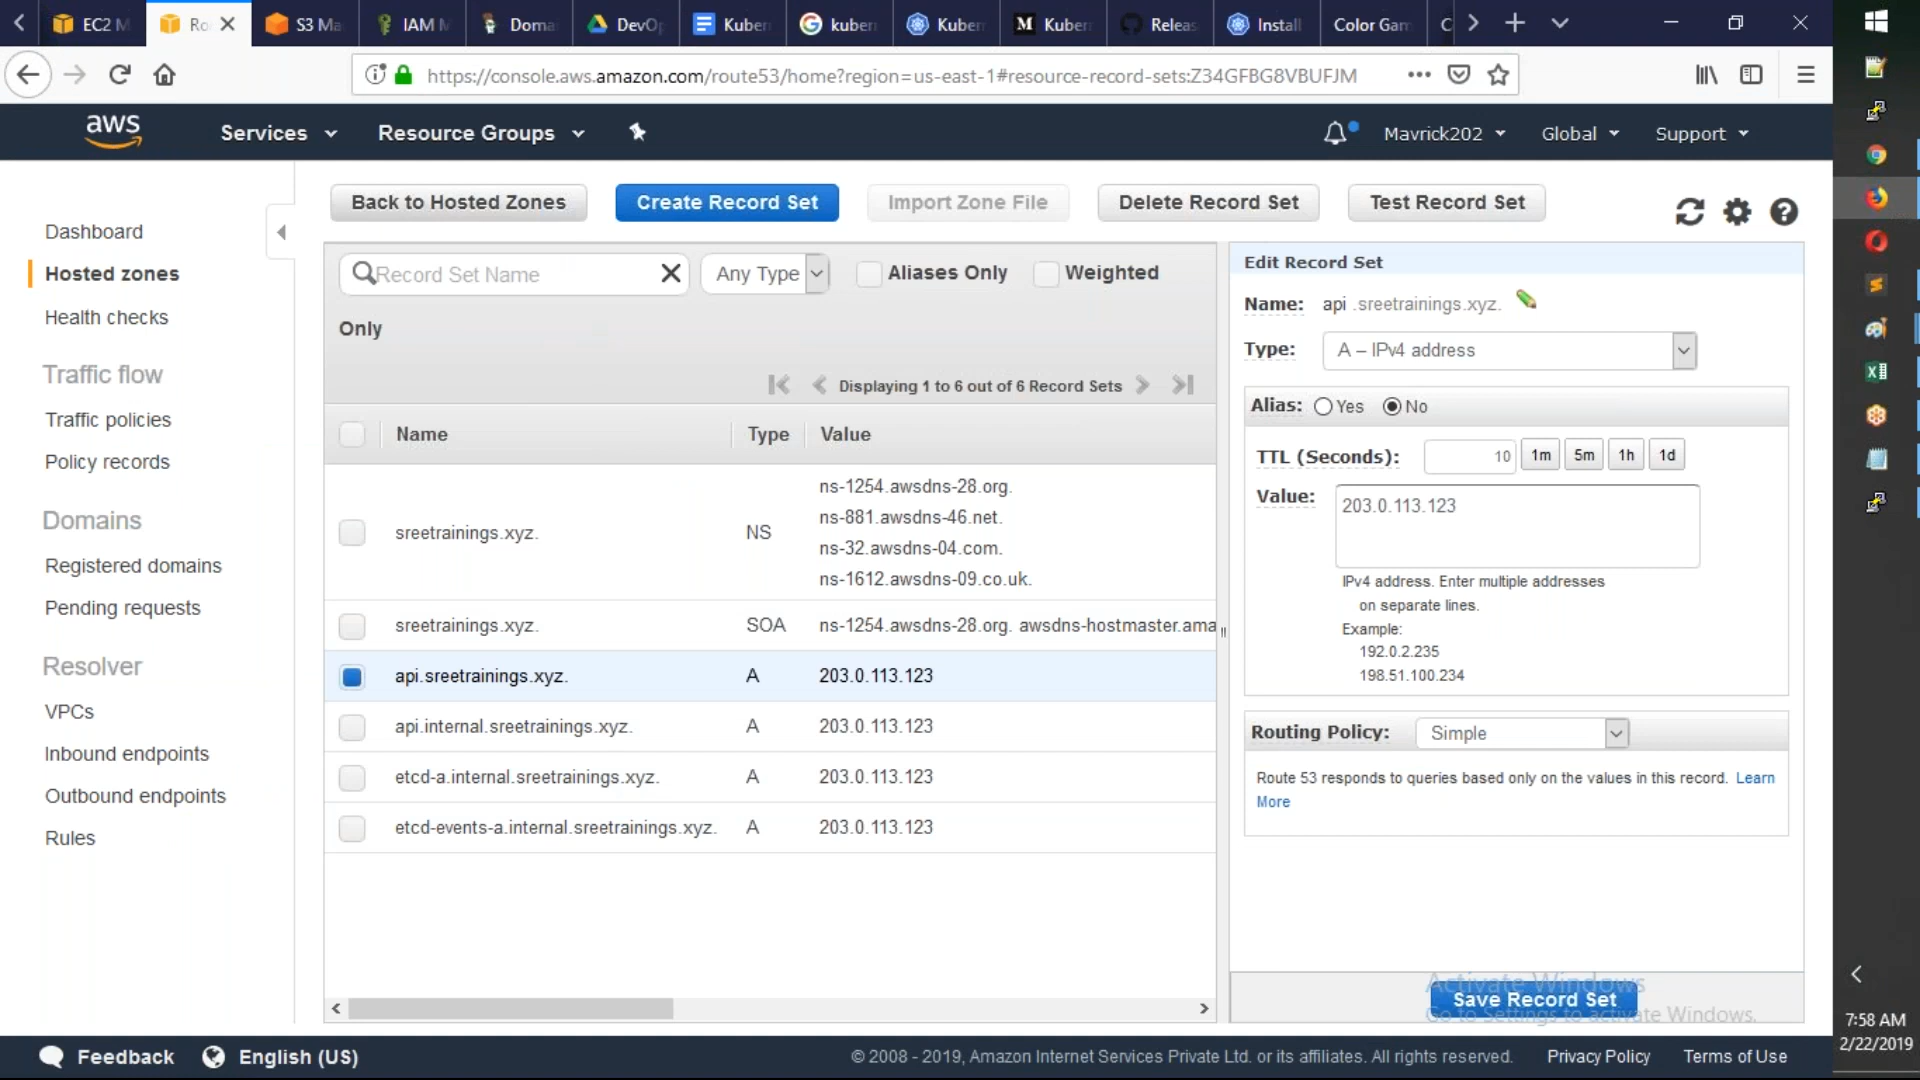 EC2 M
Ro
S3 Ma
IAM M
Doma
DevOp
Kuber
kuber
Kuber
Kuber
Releas
Install
Color Gam
C
https://console.aws.amazon.com/route53/home?region=us-east-1#resource-record-sets:Z34GFBG8VBUFJM
aws
Services
Resource Groups
Mavrick202
Global
Support
Back to Hosted Zones
Create Record Set
Import Zone File
Delete Record Set
Test Record Set
Dashboard
Hosted zones
Health checks
Traffic flow
Traffic policies
Policy records
Domains
Registered domains
Pending requests
Resolver
VPCs
Inbound endpoints
Outbound endpoints
Rules
Record Set Name
Any Type
Aliases Only
Weighted
Only
Displaying 1 to 6 out of 6 Record Sets
Name Type Value
sreetrainings.xyz. NS
ns-1254.awsdns-28.org.
ns-881.awsdns-46.net.
ns-32.awsdns-04.com.
ns-1612.awsdns-09.co.uk.
sreetrainings.xyz. SOA ns-1254.awsdns-28.org. awsdns-hostmaster.ama
api.sreetrainings.xyz. A 203.0.113.123
api.internal.sreetrainings.xyz. A 203.0.113.123
etcd-a.internal.sreetrainings.xyz. A 203.0.113.123
etcd-events-a.internal.sreetrainings.xyz. A 203.0.113.123
Edit Record Set
Name: api .sreetrainings.xyz.
Type: A – IPv4 address
Alias: Yes No
TTL (Seconds): 10 1m 5m 1h 1d
Value: 203.0.113.123
IPv4 address. Enter multiple addresses
on separate lines.
Example:
192.0.2.235
198.51.100.234
Routing Policy: Simple
Route 53 responds to queries based only on the values in this record. Learn
More
Activate Windows
Save Record Set
Go to Settings to activate Windows.
Feedback
English (US)
© 2008 - 2019, Amazon Internet Services Private Ltd. or its affiliates. All rights reserved.
Privacy Policy
Terms of Use
7:58 AM
2/22/2019